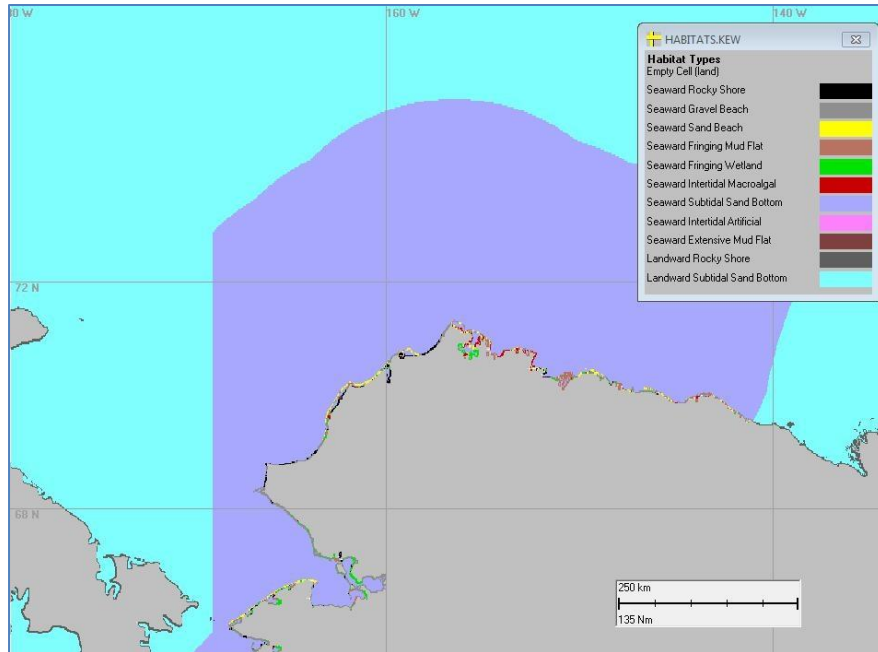 0 W
160 W
140 W
HABITATS.KEW
Habitat Types
Empty Cell (land)
Seaward Rocky Shore
Seaward Gravel Beach
Seaward Sand Beach
Seaward Fringing Mud Flat
Seaward Fringing Wetland
Seaward Intertidal Macroalgal
Seaward Subtidal Sand Bottom
Seaward Intertidal Artificial
Seaward Extensive Mud Flat
Landward Rocky Shore
Landward Subtidal Sand Bottom
72 N
68 N
250 km
135 Nm